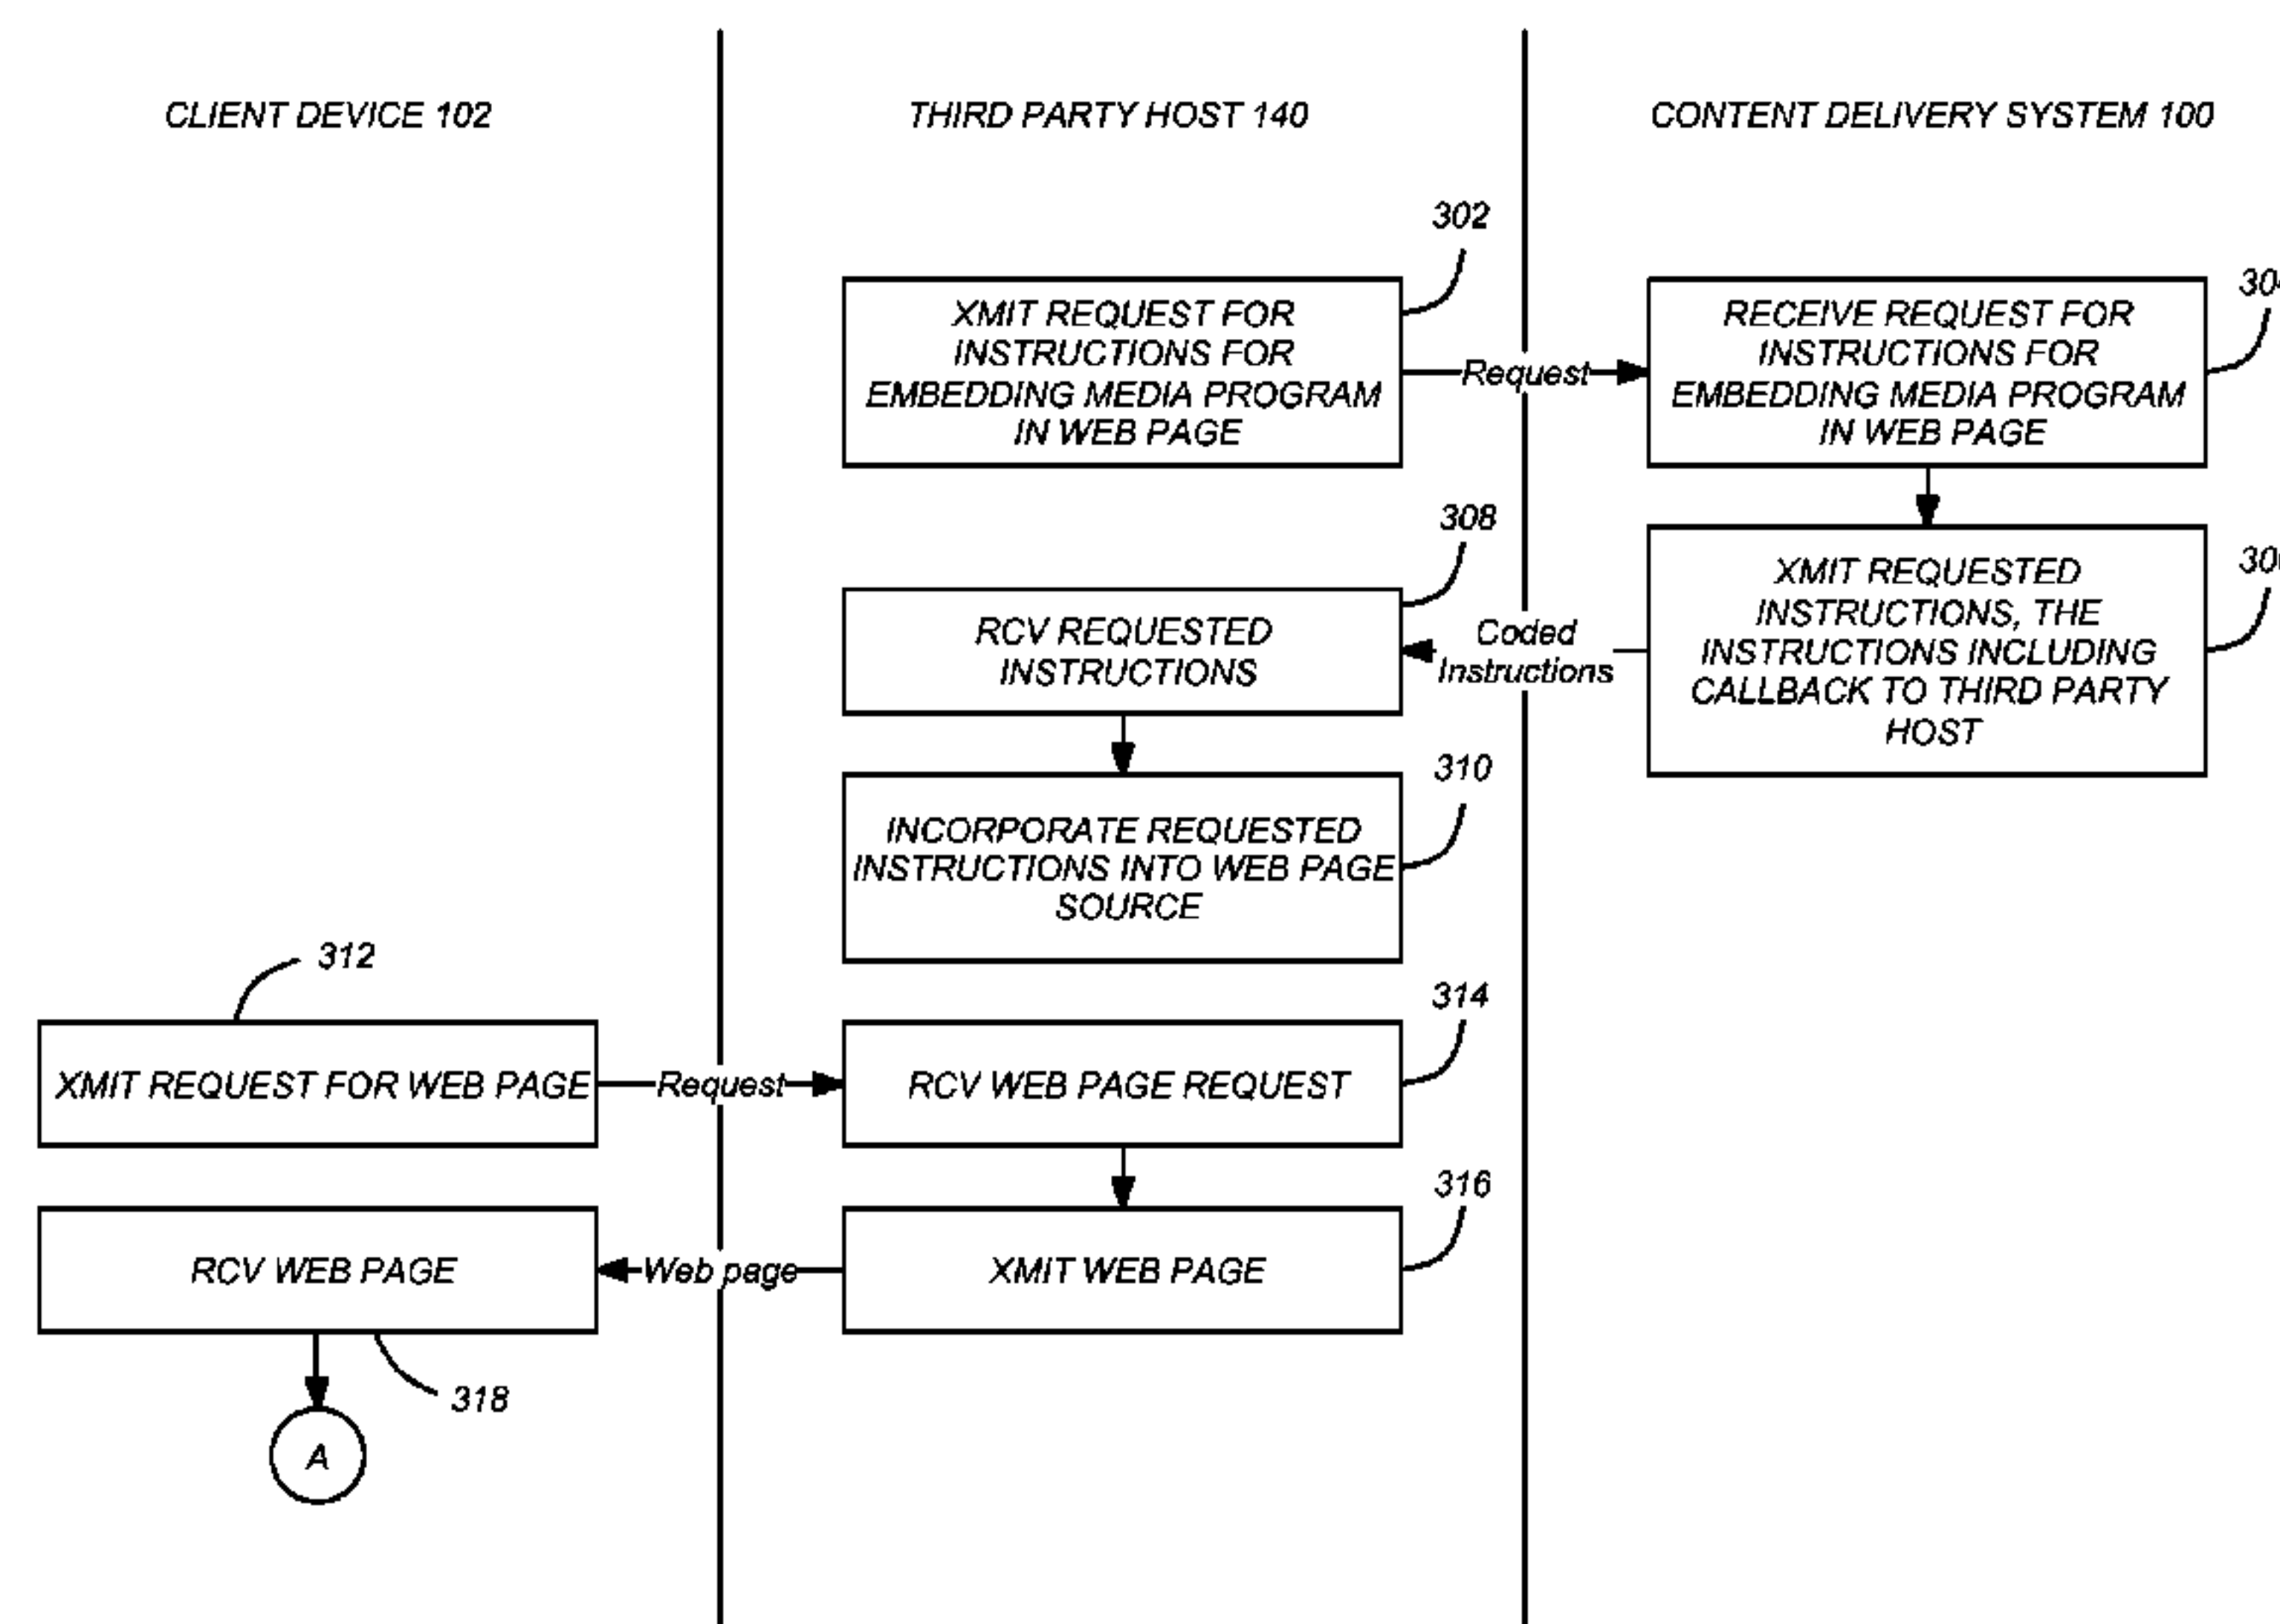 CLIENT DEVICE 102
THIRD PARTY HOST 140
CONTENT DELIVERY SYSTEM 100
302
XMIT REQUEST FOR
INSTRUCTIONS FOR
EMBEDDING MEDIA PROGRAM
IN WEB PAGE
Request
RECEIVE REQUEST FOR
INSTRUCTIONS FOR
EMBEDDING MEDIA PROGRAM
IN WEB PAGE
308
RCV REQUESTED
INSTRUCTIONS
Coded
Instructions
XMIT REQUESTED
INSTRUCTIONS, THE
INSTRUCTIONS INCLUDING
CALLBACK TO THIRD PARTY
HOST
310
INCORPORATE REQUESTED
INSTRUCTIONS INTO WEB PAGE
SOURCE
312
XMIT REQUEST FOR WEB PAGE
Request
314
RCV WEB PAGE REQUEST
316
RCV WEB PAGE
Web page
XMIT WEB PAGE
318
A